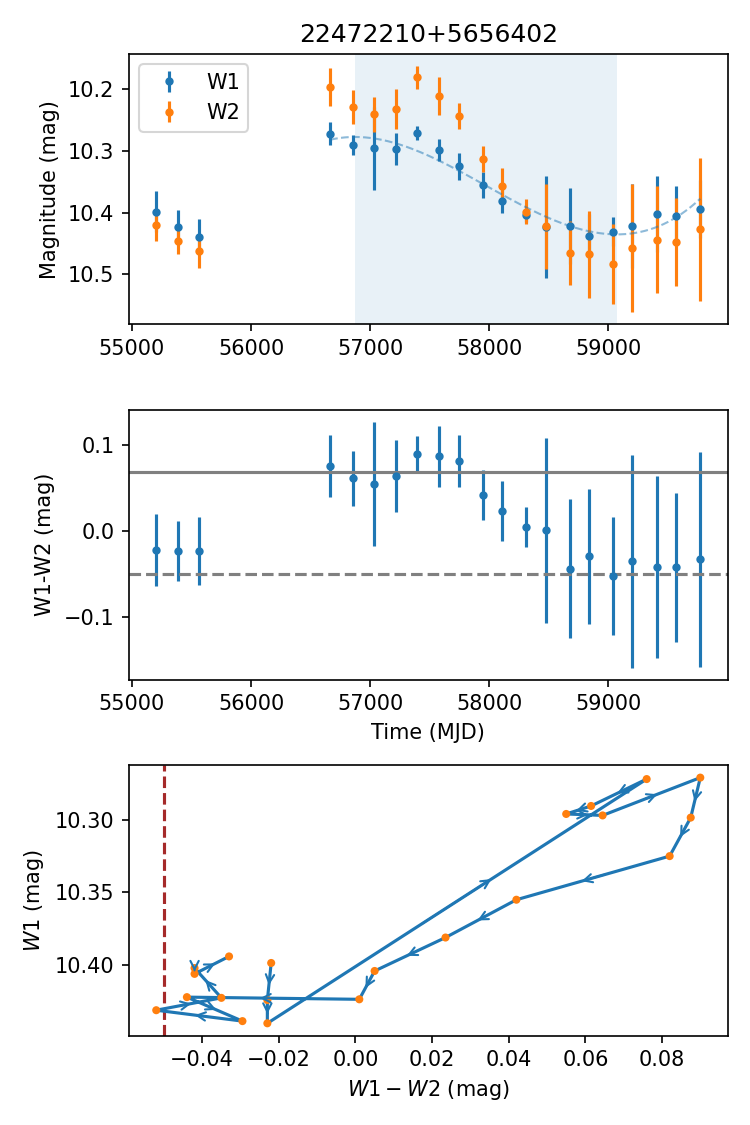 22472210+5656402
W1
W2
Magnitude (mag)
10.2
10.3
10.4
10.5
55000 56000 57000 58000 59000
W1-W2 (mag)
0.1
0.0
−0.1
55000 56000 57000 58000 59000
Time (MJD)
W1 (mag)
10.30
10.35
10.40
−0.04 −0.02 0.00 0.02 0.04 0.06 0.08
W1 − W2 (mag)